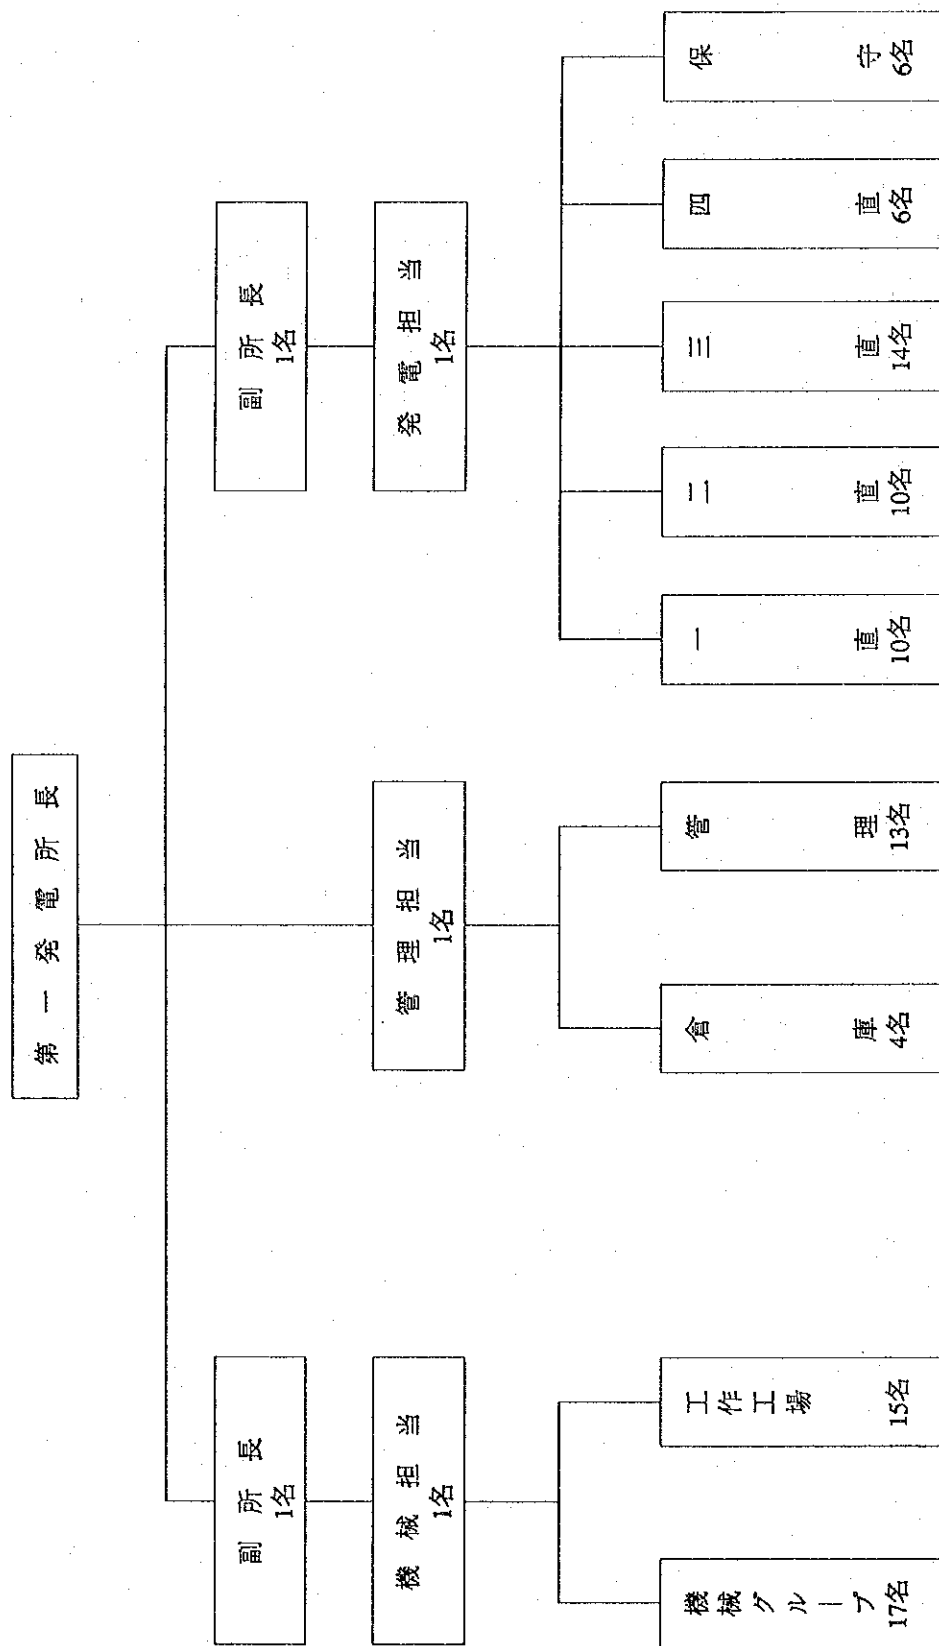 第一発電所長
副所長
1名
副所長
1名
機械担当
1名
管理担当
1名
発電担当
1名
機械グループ
17名
工作工場
15名
倉庫
4名
管理
13名
一直
10名
二直
10名
三直
14名
四直
6名
保守
6名